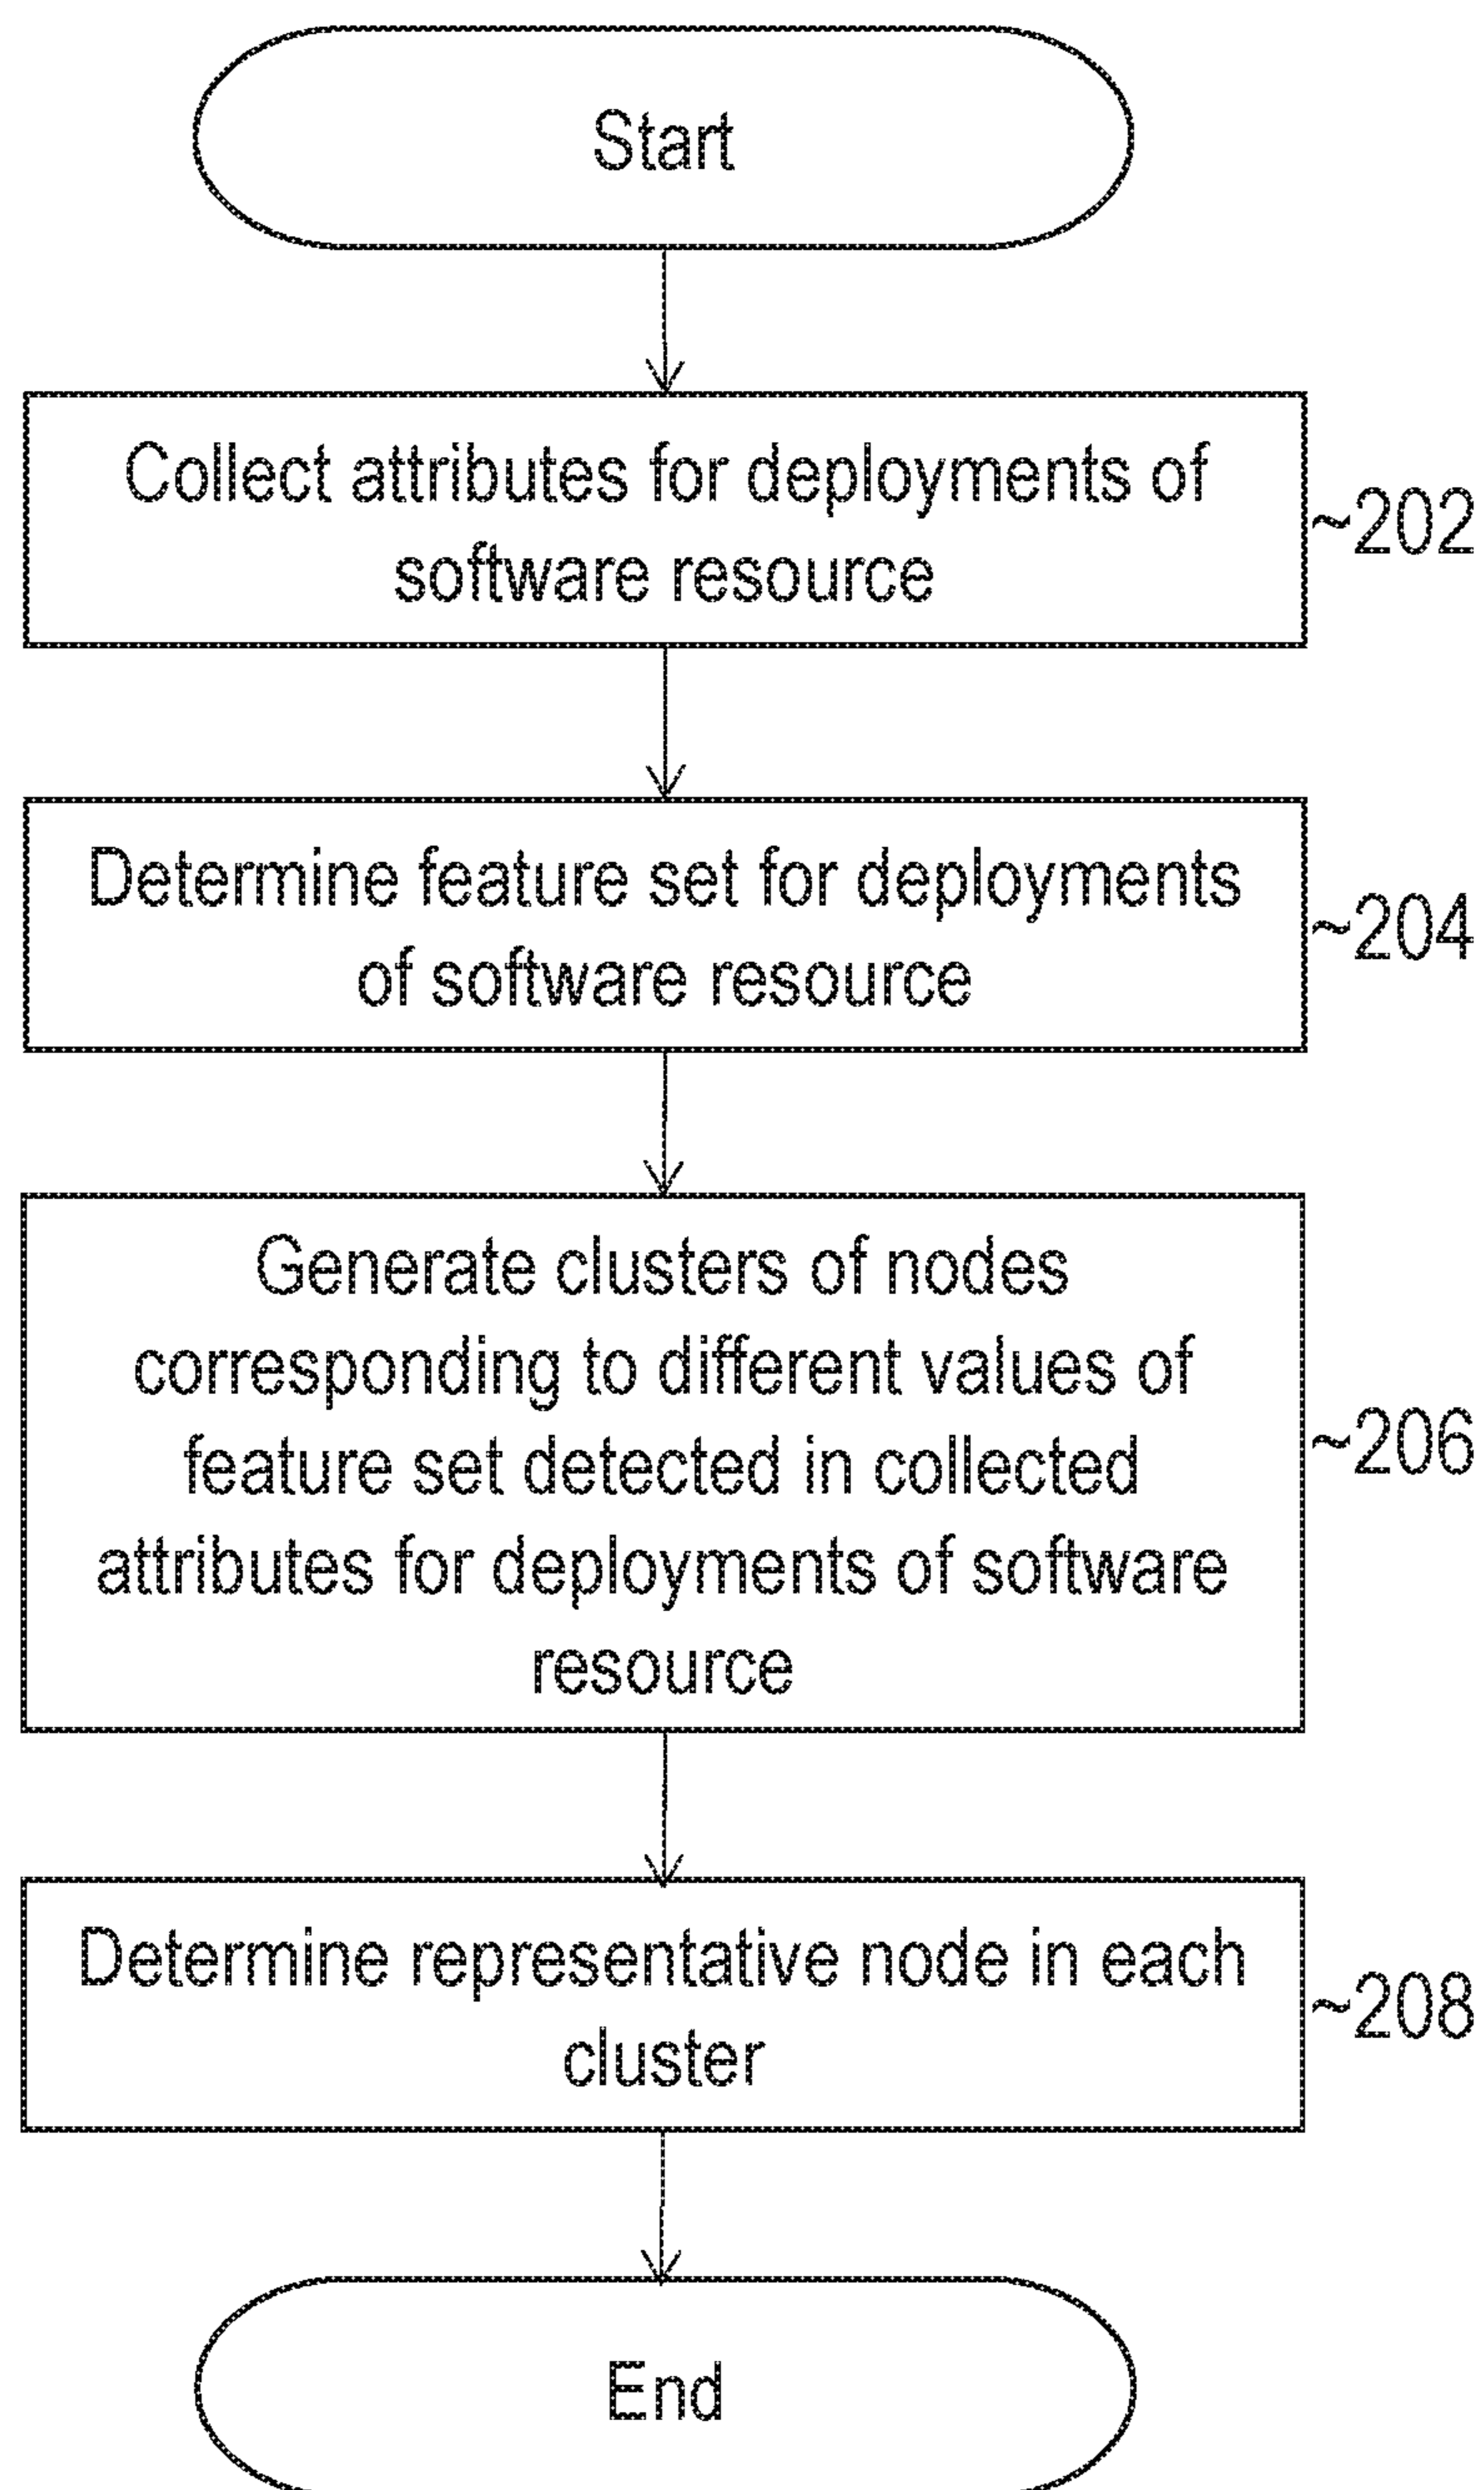 Start
Collect attributes for deployments of
software resource
~202
Determine feature set for deployments
of software resource
~204
Generate clusters of nodes
corresponding to different values of
feature set detected in collected
attributes for deployments of software
resource
~206
Determine representative node in each
cluster
~208
End